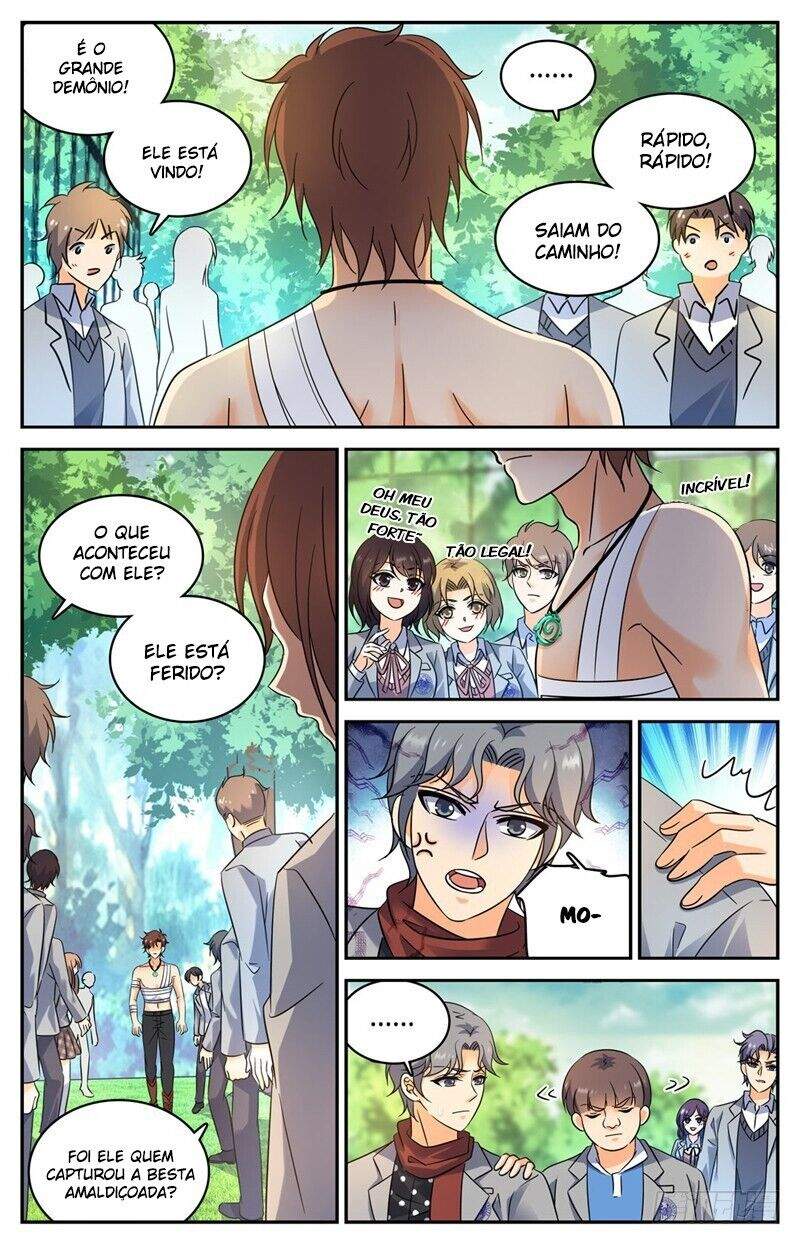 É O
GRANDE
DEMÔNIO!
ELE ESTÁ
VINDO!
......
RÁPIDO,
RÁPIDO!
SAIAM DO
CAMINHO!
O QUE
ACONTECEU
COM ELE?
ELE ESTÁ
FERIDO?
FOI ELE QUEM
CAPTUROU A BESTA
AMALDIÇOADA?
OH MEU
DEUS, TÃO
FORTE~
TÃO LEGAL!
INCRÍVEL!
MO-
......